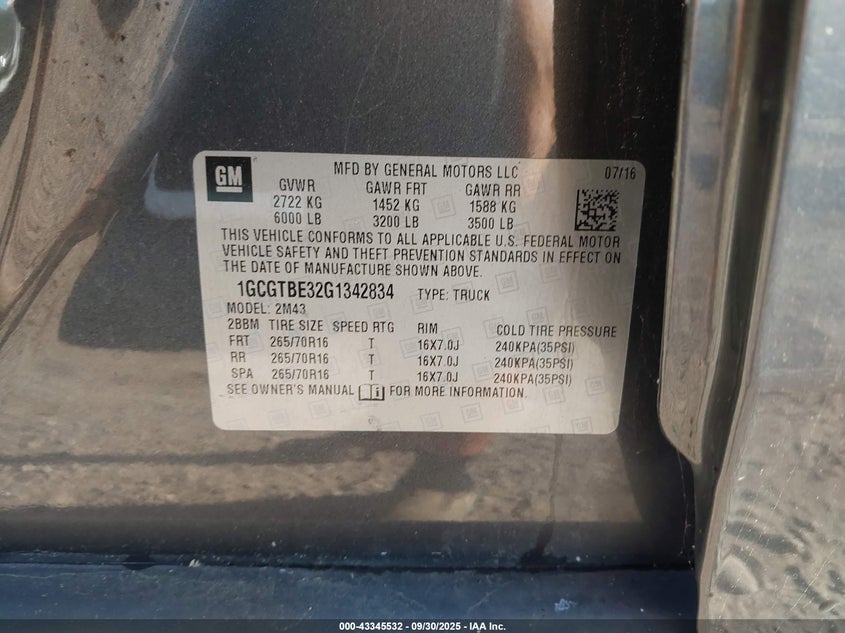 GM
MFD BY GENERAL MOTORS LLC 07/16
GVWR GAWR FRT GAWR RR
2722 KG 1452 KG 1588 KG
6000 LB 3200 LB 3500 LB
THIS VEHICLE CONFORMS TO ALL APPLICABLE U.S. FEDERAL MOTOR
VEHICLE SAFETY AND THEFT PREVENTION STANDARDS IN EFFECT ON
THE DATE OF MANUFACTURE SHOWN ABOVE.
1GCGTBE32G1342834 TYPE: TRUCK
MODEL: 2M43
2BBM TIRE SIZE SPEED RTG RIM COLD TIRE PRESSURE
FRT 265/70R16 T 16X7.0J 240KPA(35PSI)
RR 265/70R16 T 16X7.0J 240KPA(35PSI)
SPA 265/70R16 T 16X7.0J 240KPA(35PSI)
SEE OWNER'S MANUAL FOR MORE INFORMATION.
000-43345532 - 09/30/2025 - IAA Inc.